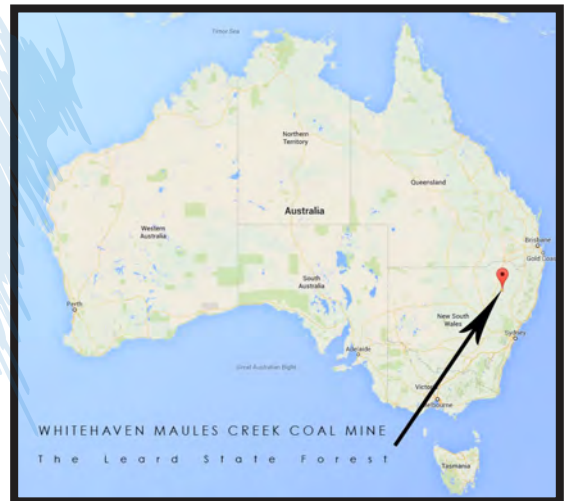 Timor Sea
Northern
Territory
Queensland
Australia
Western
Australia
Brisbane
Gold Coast
South
Australia
Perth
New South
Wales
Sydney
Adelaide
Great Australian Bight
Victoria
Melbourne
WHITEHAVEN MAULES CREEK COAL MINE
The Leard State Forest
Tasmania